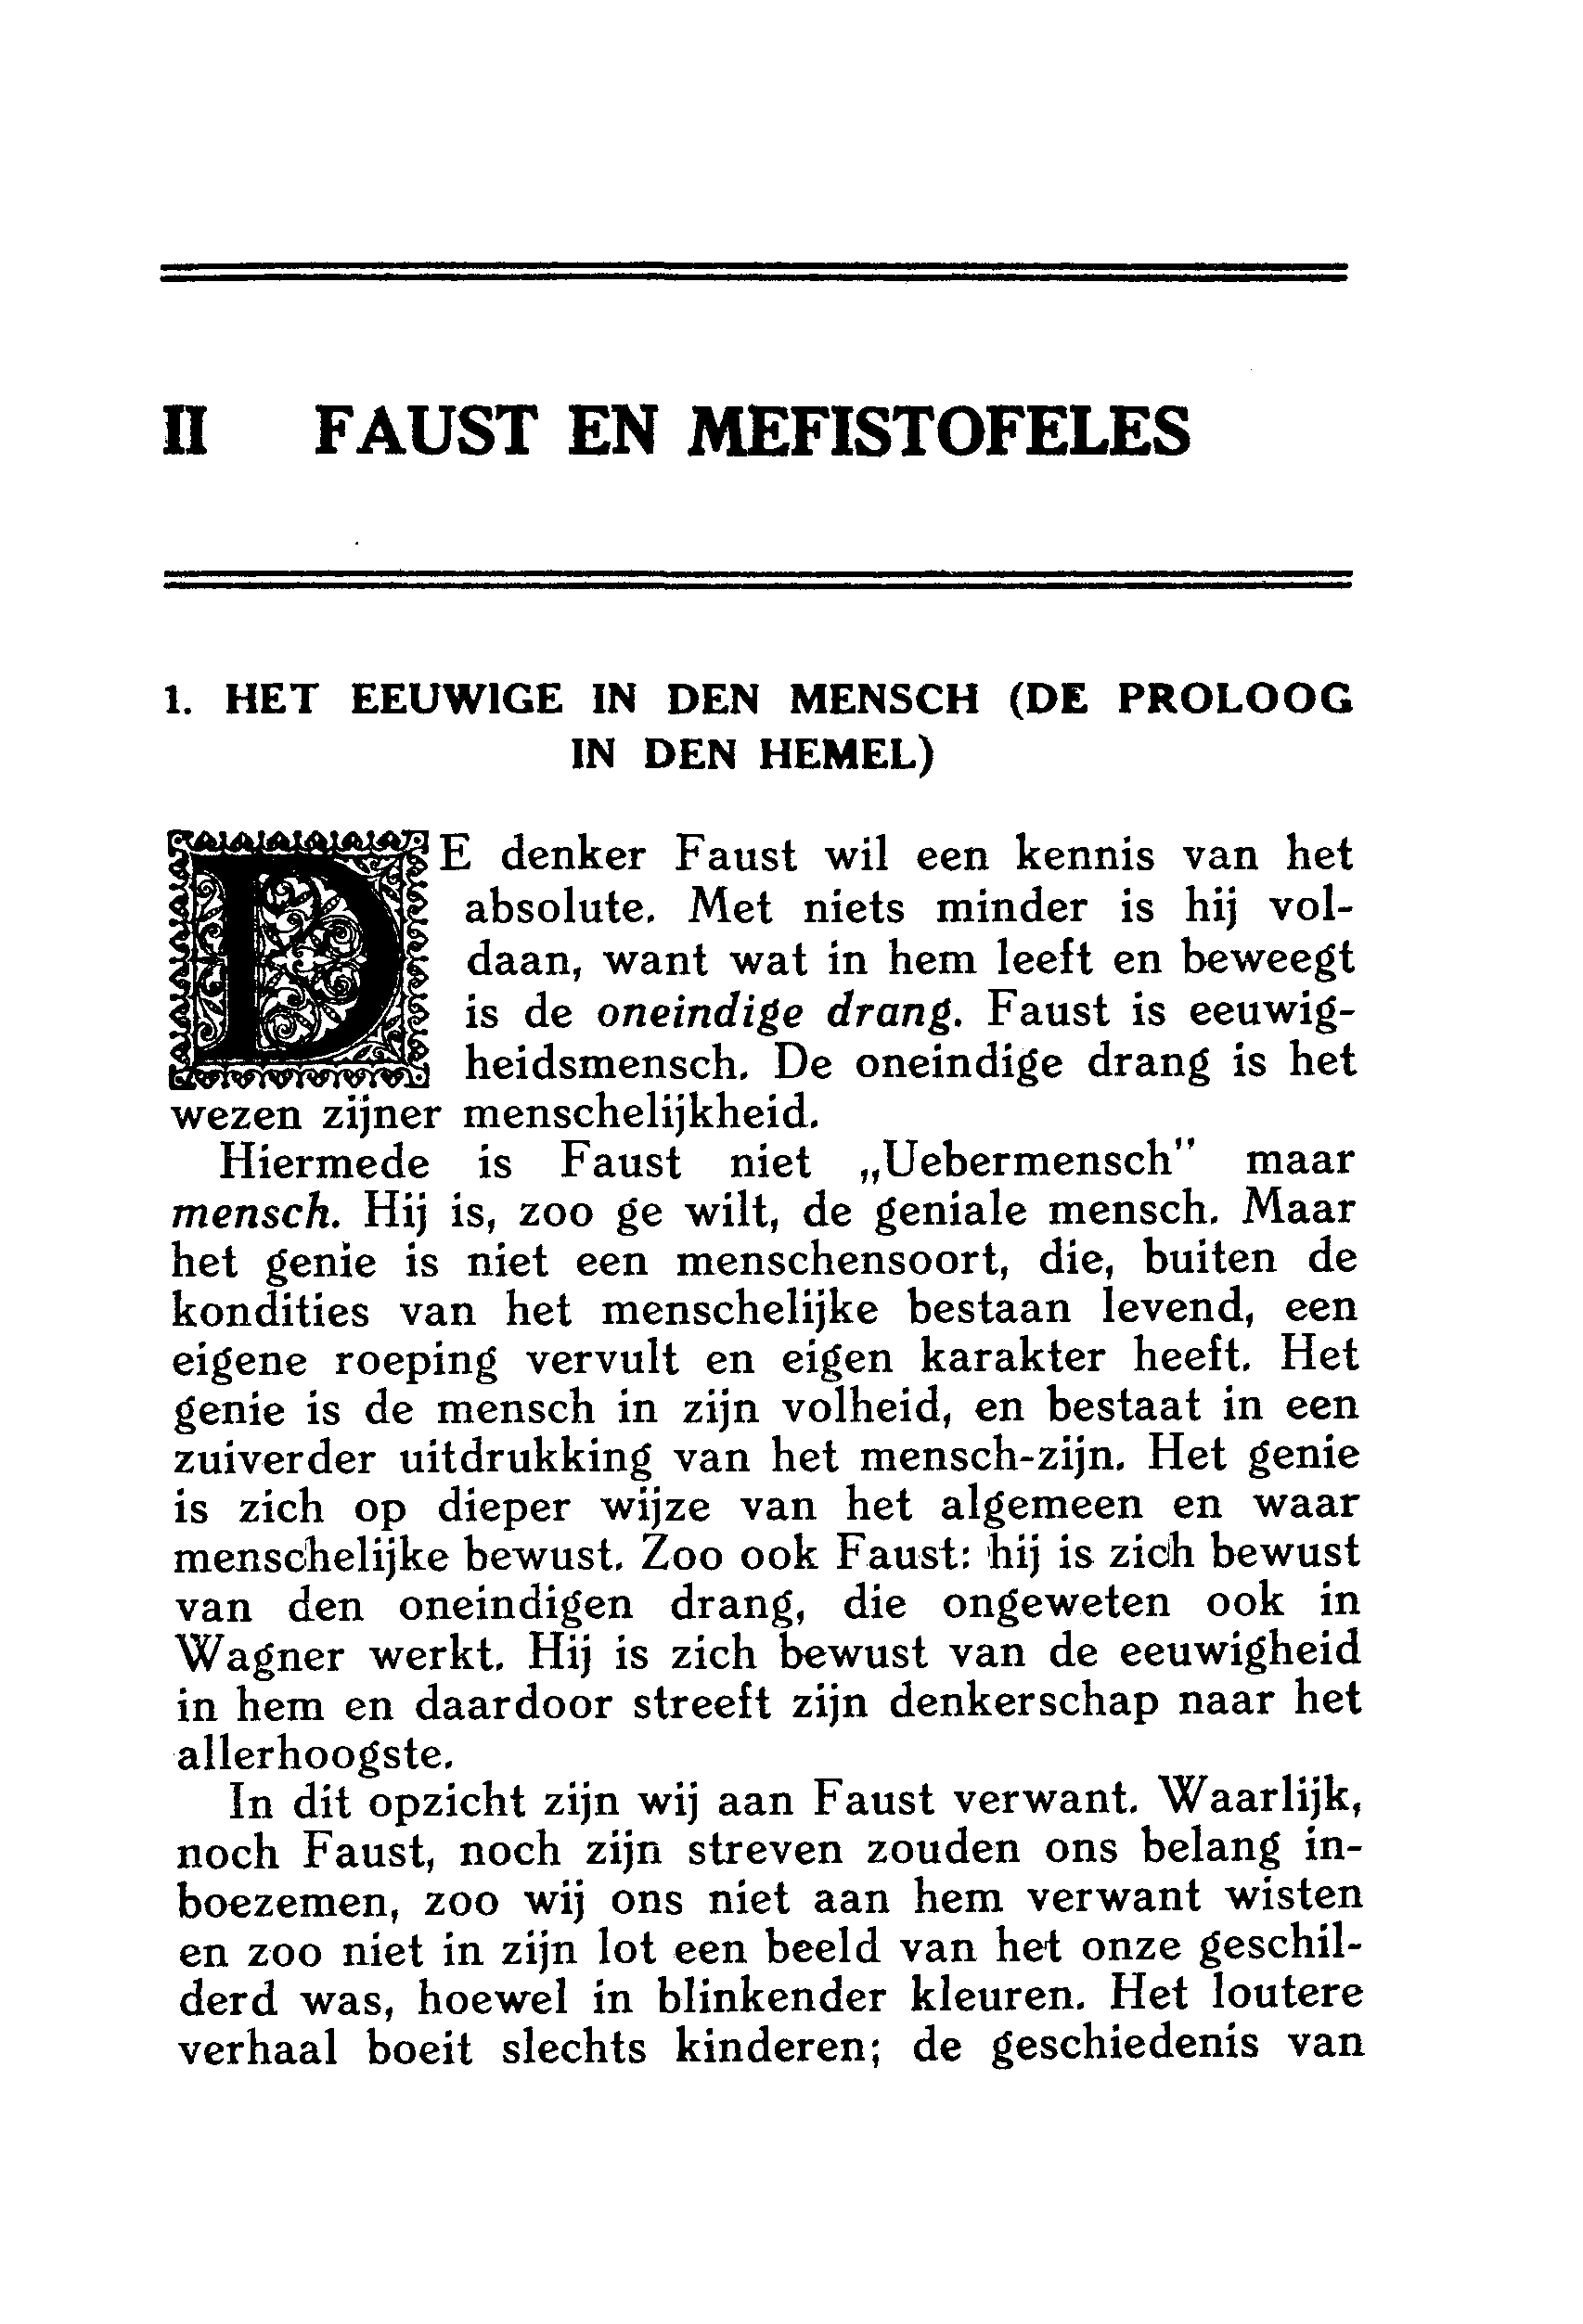 II FAUST EN MEFISTOFELES
1. HET EEUWIGE IN DEN MENSCH (DE PROLOOG
IN DEN HEMEL)
DE denker Faust wil een kennis van het
absolute. Met niets minder is hij vol-
daan, want wat in hem leeft en beweegt
is de oneindige drang. Faust is eeuwig-
heidsmensch. De oneindige drang is het
wezen zijner menschelijkheid.
Hiermede is Faust niet „Uebermensch" maar
mensch. Hij is, zoo ge wilt, de geniale mensch. Maar
het genie is niet een menschensoort, die, buiten de
kondities van het menschelijke bestaan levend, een
eigene roeping vervult en eigen karakter heeft. Het
genie is de mensch in zijn volheid, en bestaat in een
zuiverder uitdrukking van het mensch-zijn. Het genie
is zich op dieper wijze van het algemeen en waar
menschelijke bewust. Zoo ook Faust: hij is zich bewust
van den oneindigen drang, die ongeweten ook in
Wagner werkt. Hij is zich bewust van de eeuwigheid
in hem en daardoor streeft zijn denkerschap naar het
allerhoogste.
In dit opzicht zijn wij aan Faust verwant. Waarlijk,
noch Faust, noch zijn streven zouden ons belang in-
boezemen, zoo wij ons niet aan hem verwant wisten
en zoo niet in zijn lot een beeld van het onze geschil-
derd was, hoewel in blinkender kleuren. Het loutere
verhaal boeit slechts kinderen; de geschiedenis van